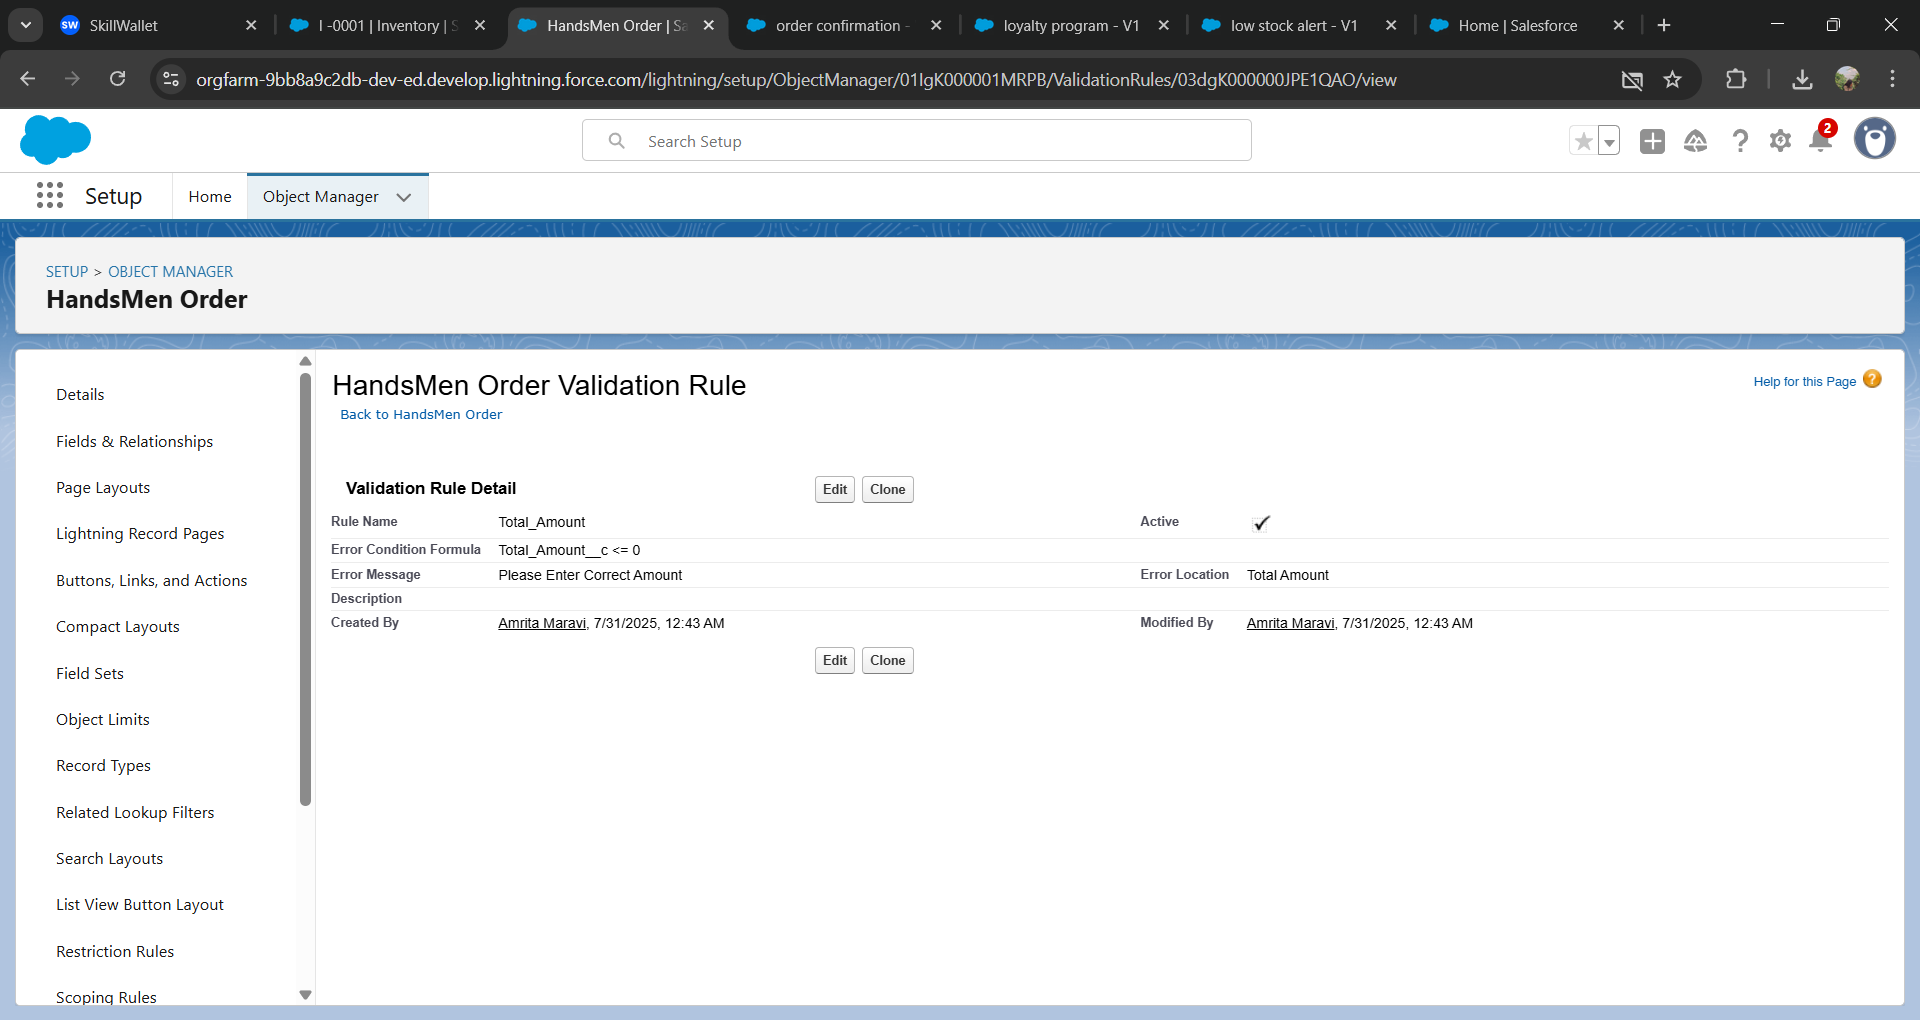 SW SkillWallet
I -0001 | Inventory | S
HandsMen Order | Sa
order confirmation -
loyalty program - V1
low stock alert - V1
Home | Salesforce
orgfarm-9bb8a9c2db-dev-ed.develop.lightning.force.com/lightning/setup/ObjectManager/01IgK000001MRPB/ValidationRules/03dgK000000JPE1QAO/view
Search Setup
2
Setup
Home
Object Manager
SETUP > OBJECT MANAGER
HandsMen Order
Details
Fields & Relationships
Page Layouts
Lightning Record Pages
Buttons, Links, and Actions
Compact Layouts
Field Sets
Object Limits
Record Types
Related Lookup Filters
Search Layouts
List View Button Layout
Restriction Rules
Scoping Rules
HandsMen Order Validation Rule
Back to HandsMen Order
Help for this Page ?
Validation Rule Detail
Edit Clone
Rule Name Total_Amount Active
Error Condition Formula Total_Amount__c <= 0
Error Message Please Enter Correct Amount Error Location Total Amount
Description
Created By Amrita Maravi, 7/31/2025, 12:43 AM Modified By Amrita Maravi, 7/31/2025, 12:43 AM
Edit Clone